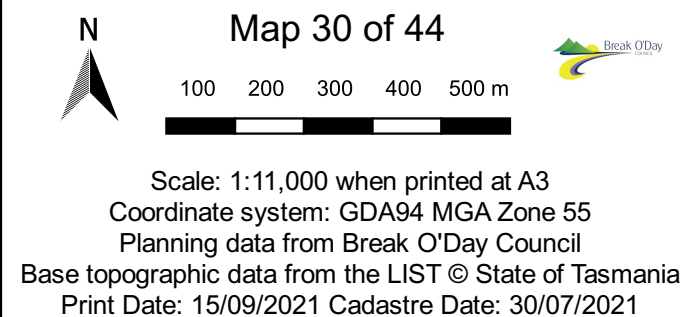 N
Map 30 of 44
Break O'Day
COUNCIL
100 200 300 400 500 m
Scale: 1:11,000 when printed at A3
Coordinate system: GDA94 MGA Zone 55
Planning data from Break O'Day Council
Base topographic data from the LIST © State of Tasmania
Print Date: 15/09/2021 Cadastre Date: 30/07/2021